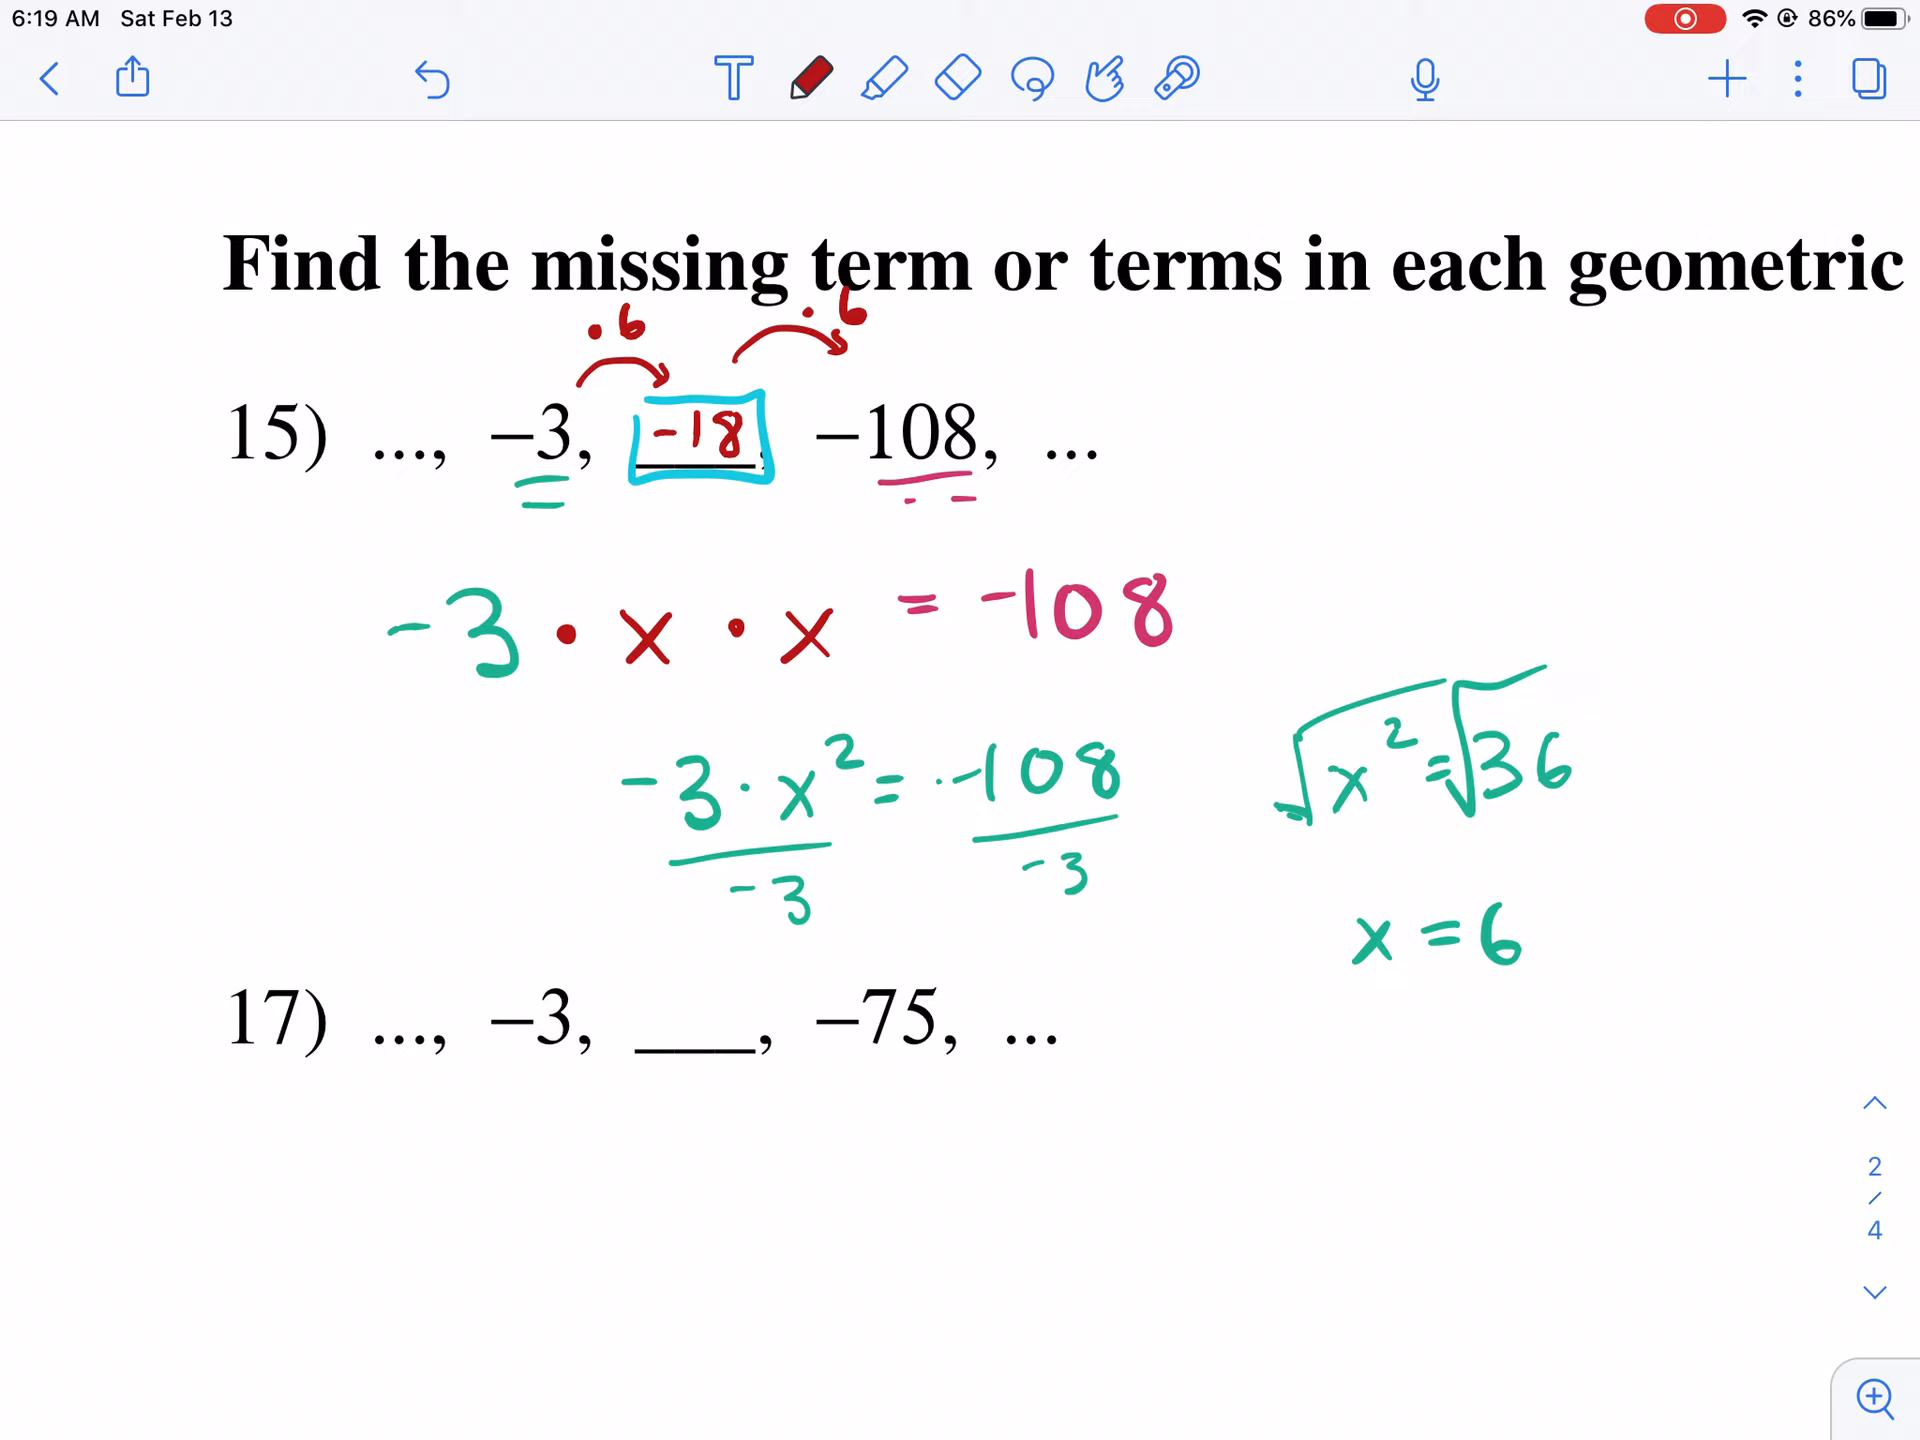 6:19 AM Sat Feb 13 86%
T
Find the missing term or terms in each geometric
. 6 . 6
15) ..., −3, -18, −108, ...
-3 • x • x = -108
√x² = √36
-3 · x² = -108
-3 -3
x = 6
17) ..., −3, ___, −75, ...
2
/
4